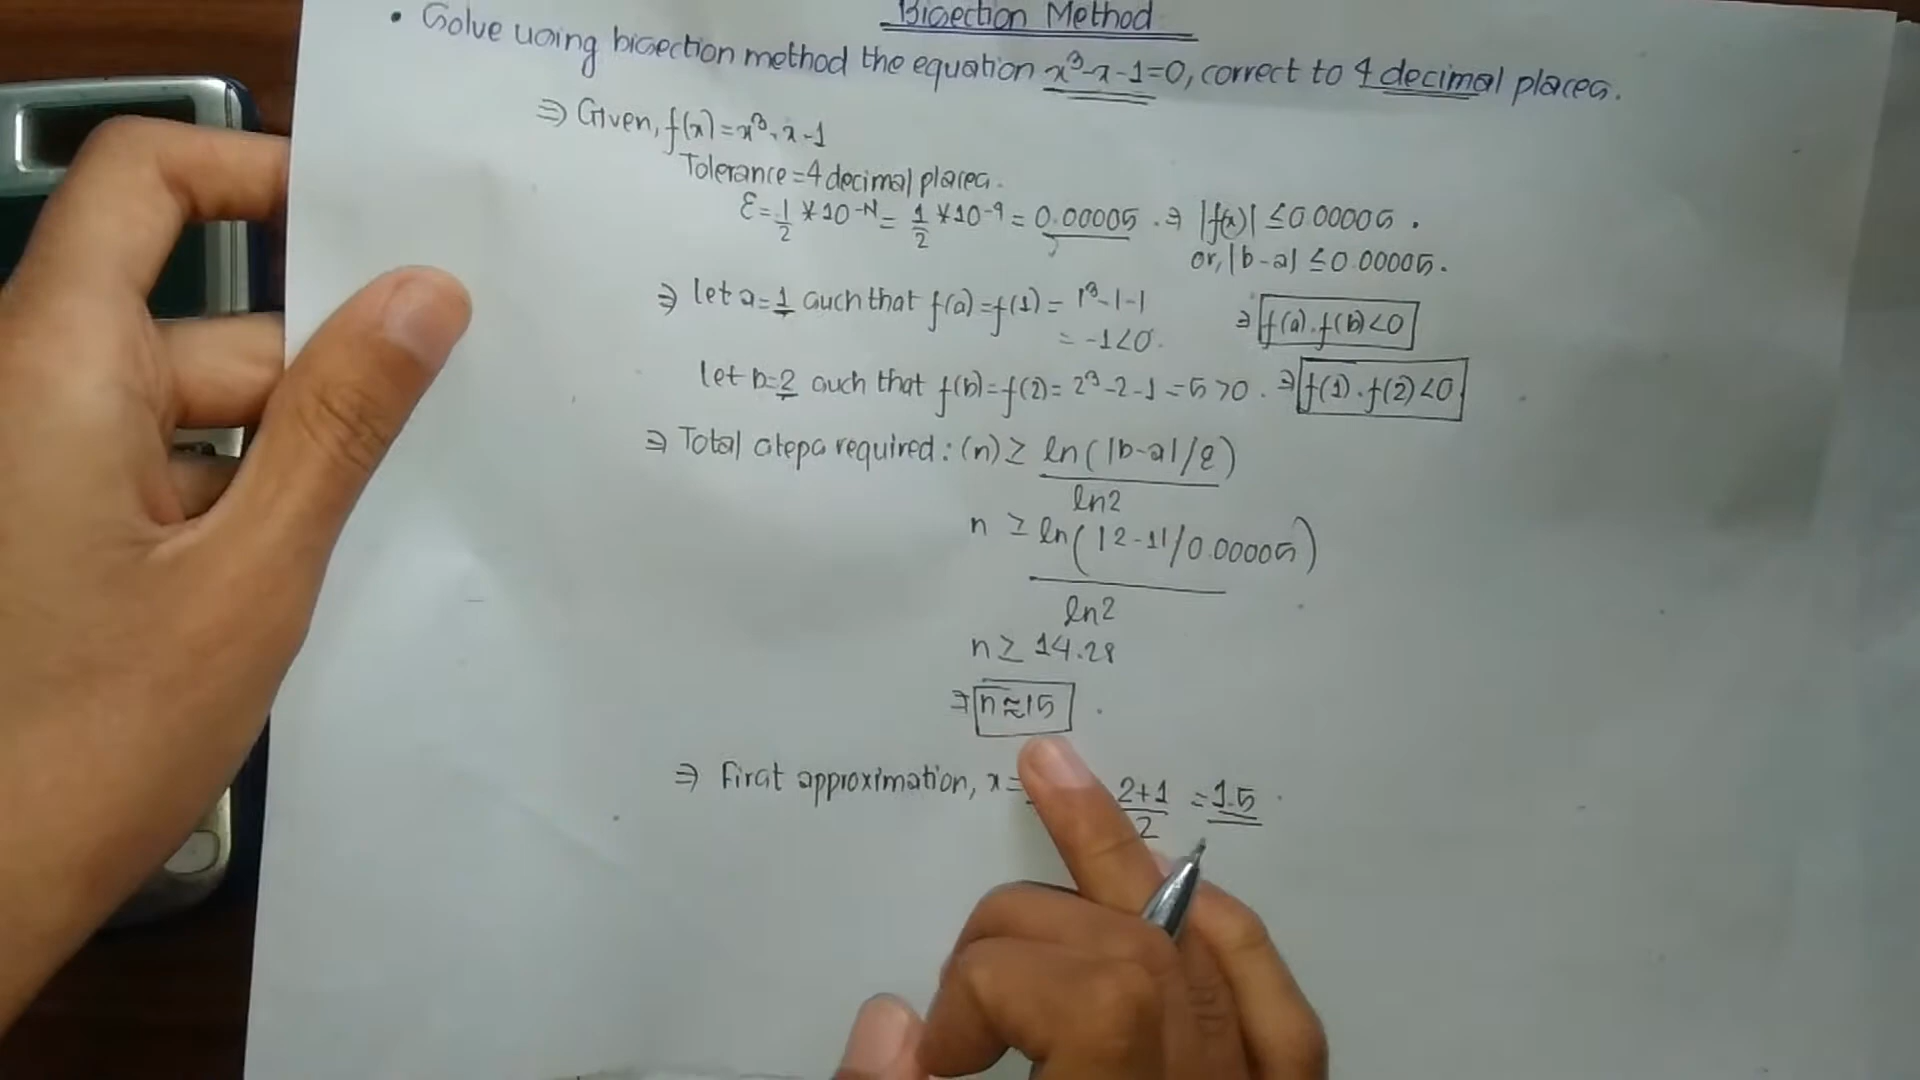 Bisection Method
• Solve using bisection method the equation x³-x-1=0, correct to 4 decimal places.
⇒ Given, f(x)=x³-x-1
Tolerance=4 decimal places.
ε=1/2 *10^-N = 1/2 *10^-4 = 0.00005 . ⇒ |f(x)| ≤0.00005 .
or, |b-a| ≤0.00005.
⇒ let a=1 such that f(a)=f(1)= 1³-1-1
= -1<0. ⇒ f(a).f(b)<0
let b=2 such that f(b)=f(2)= 2³-2-1=5>0. ⇒ f(1).f(2)<0
⇒ Total steps required: (n)≥ ln(|b-a|/ε)/ln2
n ≥ ln(|2-1|/0.00005)/ln2
n≥ 14.28
⇒ n≈15 .
⇒ First approximation, x= 2+1/2 =1.5